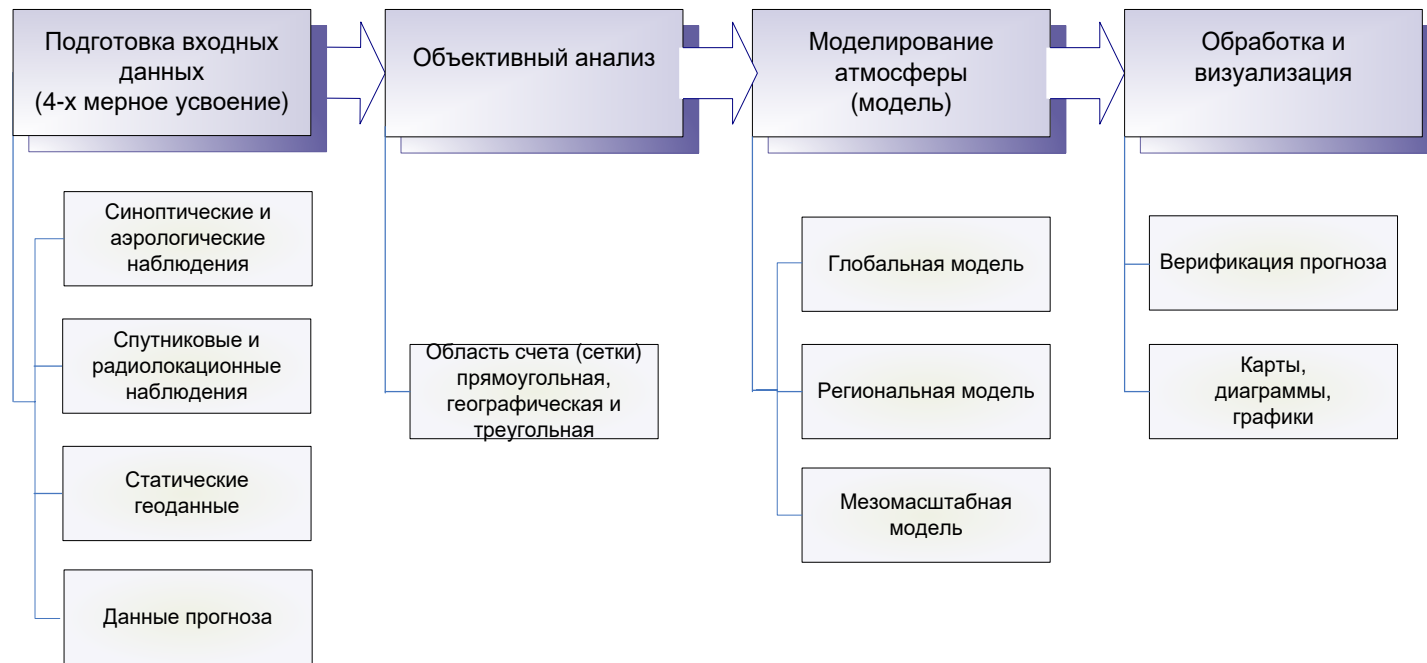 Подготовка входных
данных
(4-х мерное усвоение)
Объективный анализ
Моделирование
атмосферы
(модель)
Обработка и
визуализация
Синоптические и
аэрологические
наблюдения
Спутниковые и
радиолокационные
наблюдения
Статические
геоданные
Данные прогноза
Область счета (сетки)
прямоугольная,
географическая и
треугольная
Глобальная модель
Региональная модель
Мезомасштабная
модель
Верификация прогноза
Карты,
диаграммы,
графики